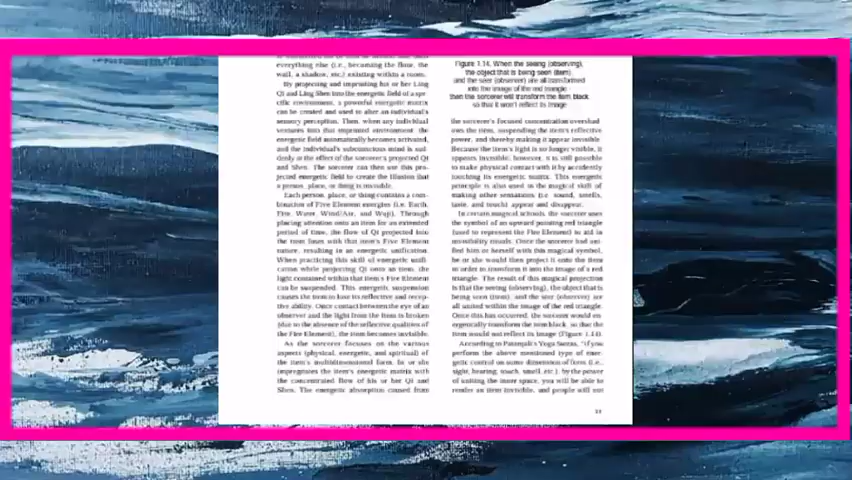 everything else (i.e., becoming the floor, the
wall, a shadow, etc.) existing within a room.
By projecting and imprinting his or her Ling
Qi and Ling Shen into the energetic field of a spe-
cific environment, a powerful energetic matrix
can be created and used to alter an individual's
sensory perception. Then, when any individual
ventures into that imprinted environment, the
energetic field automatically becomes activated,
and the individual's subconscious mind is sud-
denly at the effect of the sorcerer's projected Qi
and Shen. The sorcerer can then use this pro-
jected energetic field to create the illusion that
a person, place, or thing is invisible.
Each person, place, or thing contains a com-
bination of Five Element energies (i.e. Earth,
Fire, Water, Wind/Air, and Wuji). Through
placing attention onto an item for an extended
period of time, the flow of Qi projected into
the item fuses with that item's Five Element
nature, resulting in an energetic unification.
When practicing this skill of energetic unifi-
cation while projecting Qi onto an item, the
light contained within that item's Fire Element
can be suspended. This energetic suspension
causes the item to lose its reflective and recep-
tive ability. Once contact between the eye of an
observer and the light from the item is broken
(due to the absence of the reflective qualities of
the Fire Element), the item becomes invisible.
As the sorcerer focuses on the various
aspects (physical, energetic, and spiritual) of
the item's multidimensional form, he or she
impregnates the item's energetic matrix with
the concentrated flow of his or her Qi and
Shen. The energetic absorption caused from
Figure 1.14. When the seeing (observing),
the object that is being seen (item)
and the seer (observer) are all transformed
into the image of the red triangle -
then the sorcerer will transform the item black
so that it won't reflect its image
the sorcerer's focused concentration overshad-
ows the item, suspending the item's reflective
power, and thereby making it appear invisible.
Because the item's light is no longer visible, it
appears invisible; however, it is still possible
to make physical contact with it by accidently
touching its energetic matrix. This energetic
principle is also used in the magical skill of
making other sensations (i.e. sound, smells,
taste, and touch) appear and disappear.
In certain magical schools, the sorcerer uses
the symbol of an upward pointing red triangle
(used to represent the Fire Element) to aid in
invisibility rituals. Once the sorcerer had uni-
fied him or herself with this magical symbol,
he or she would then project it onto the item
in order to transform it into the image of a red
triangle. The result of this magical projection
is that the seeing (observing), the object that is
being seen (item), and the seer (observer) are
all united within the image of the red triangle.
Once this has occurred, the sorcerer would en-
ergetically transform the item black, so that the
item would not reflect its image (Figure 1.14).
According to Patanjali's Yoga Sutras, "if you
perform the above mentioned type of ener-
getic control on some dimension of form (i.e.,
sight, hearing, touch, smell, etc.), by the power
of uniting the inner space, you will be able to
render an item invisible, and people will not